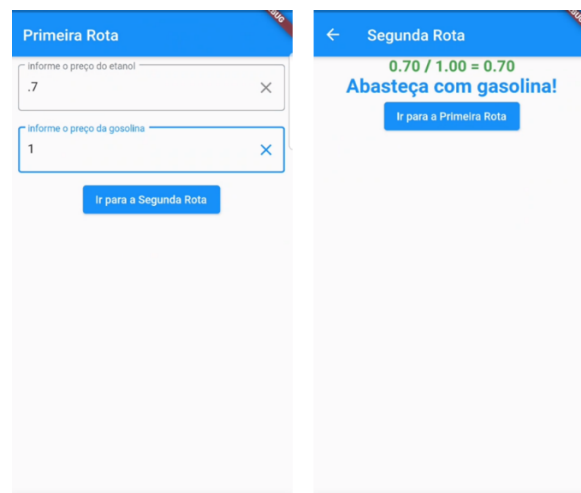 Primeira Rota
informe o preço do etanol
.7
informe o preço da gosolina
1
Ir para a Segunda Rota
Segunda Rota
0.70 / 1.00 = 0.70
Abasteça com gasolina!
Ir para a Primeira Rota